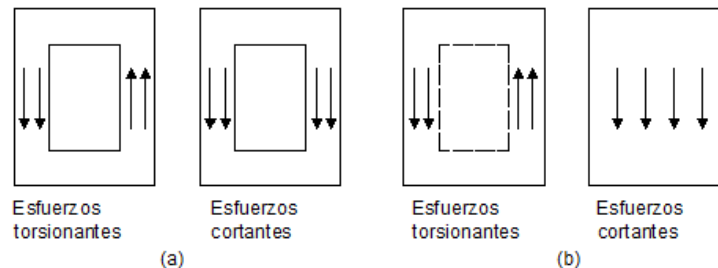 Esfuerzos
torsionantes
Esfuerzos
cortantes
(a)
Esfuerzos
torsionantes
Esfuerzos
cortantes
(b)